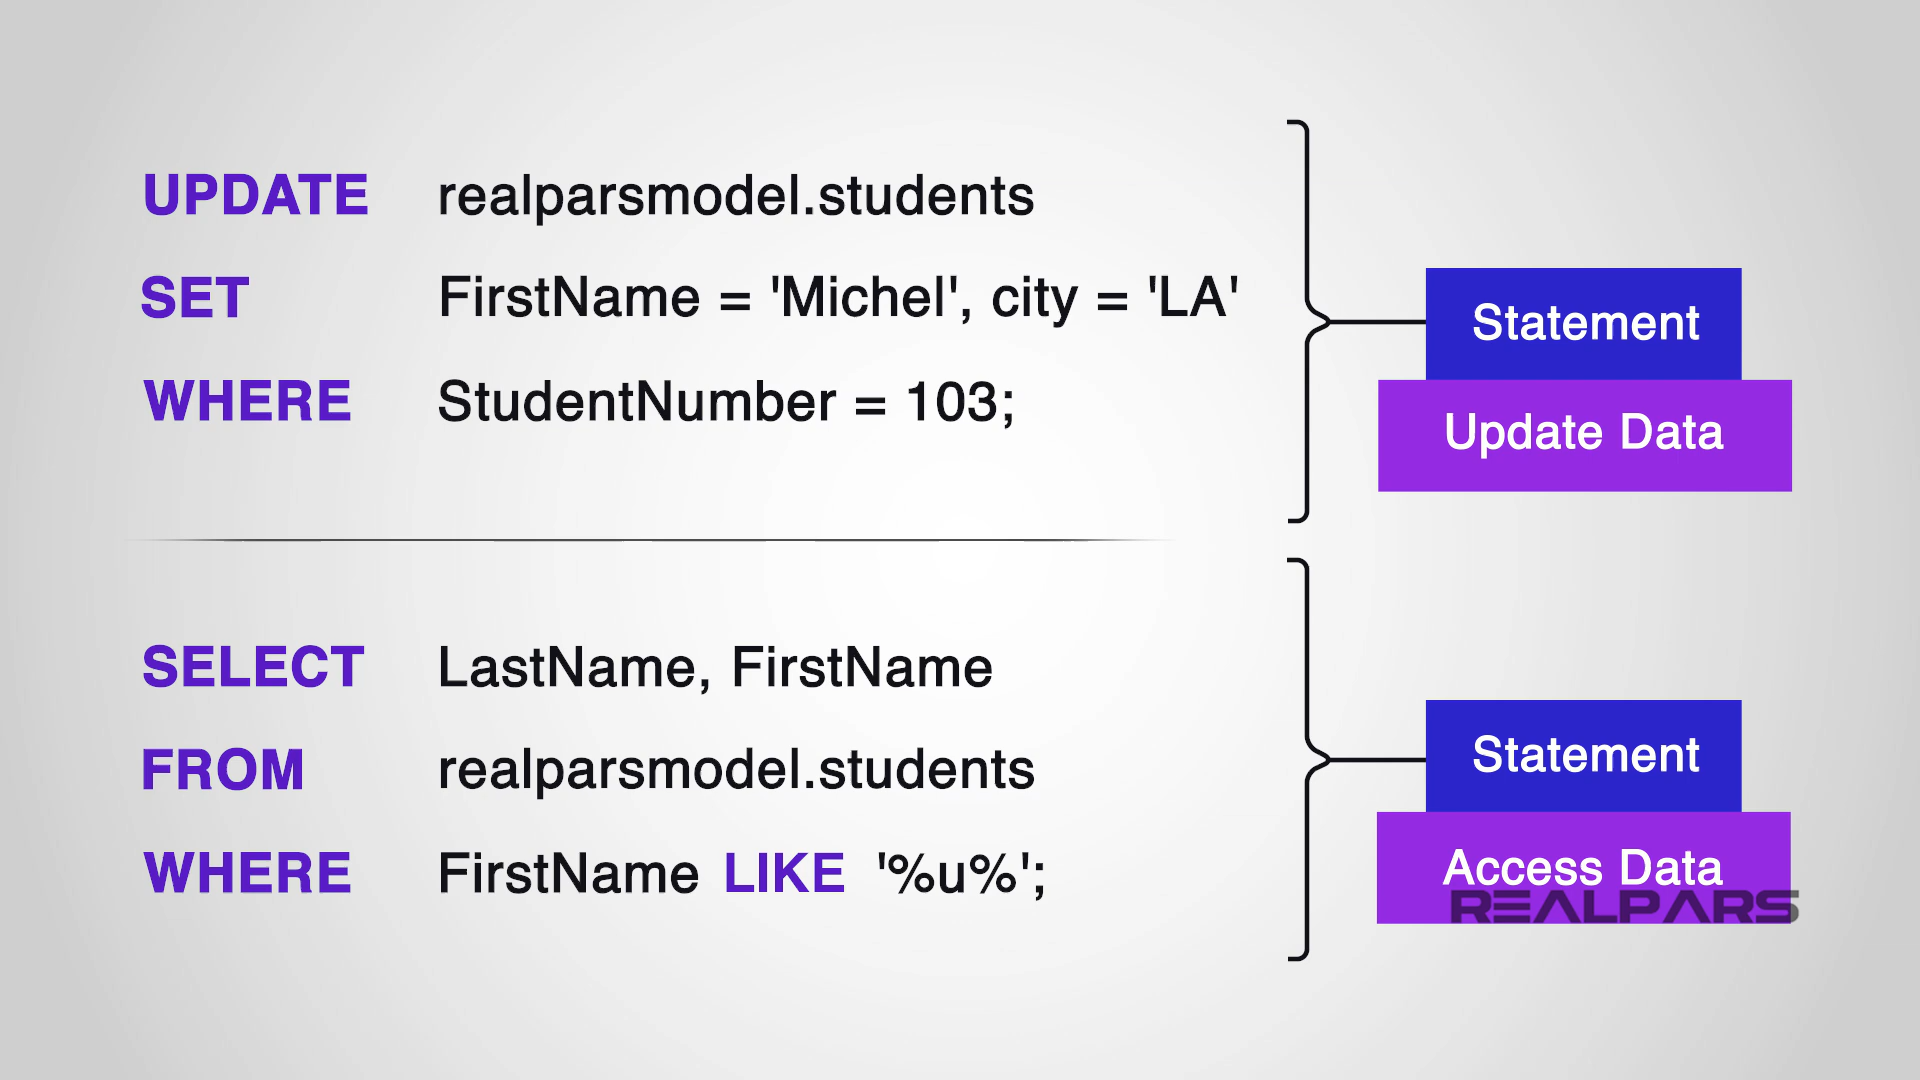 UPDATE realparsmodel.students
SET FirstName = 'Michel', city = 'LA'
WHERE StudentNumber = 103;
Statement
Update Data
SELECT LastName, FirstName
FROM realparsmodel.students
WHERE FirstName LIKE '%u%';
Statement
Access Data
REALPARS